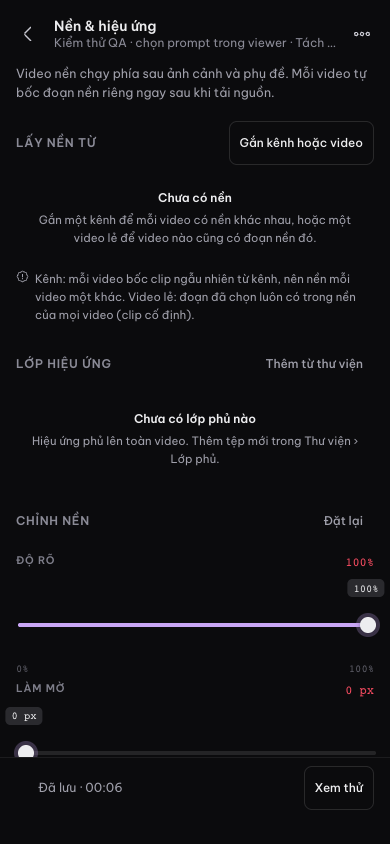 Nền & hiệu ứng
Kiểm thử QA · chọn prompt trong viewer · Tách ...
Video nền chạy phía sau ảnh cảnh và phụ đề. Mỗi video tự
bốc đoạn nền riêng ngay sau khi tải nguồn.
LẤY NỀN TỪ
Gắn kênh hoặc video
Chưa có nền
Gắn một kênh để mỗi video có nền khác nhau, hoặc một
video lẻ để video nào cũng có đoạn nền đó.
Kênh: mỗi video bốc clip ngẫu nhiên từ kênh, nên nền mỗi
video một khác. Video lẻ: đoạn đã chọn luôn có trong nền
của mọi video (clip cố định).
LỚP HIỆU ỨNG
Thêm từ thư viện
Chưa có lớp phủ nào
Hiệu ứng phủ lên toàn video. Thêm tệp mới trong Thư viện ›
Lớp phủ.
CHỈNH NỀN
Đặt lại
ĐỘ RÕ
100%
100%
0%
100%
LÀM MỜ
0 px
0 px
Đã lưu · 00:06
Xem thử